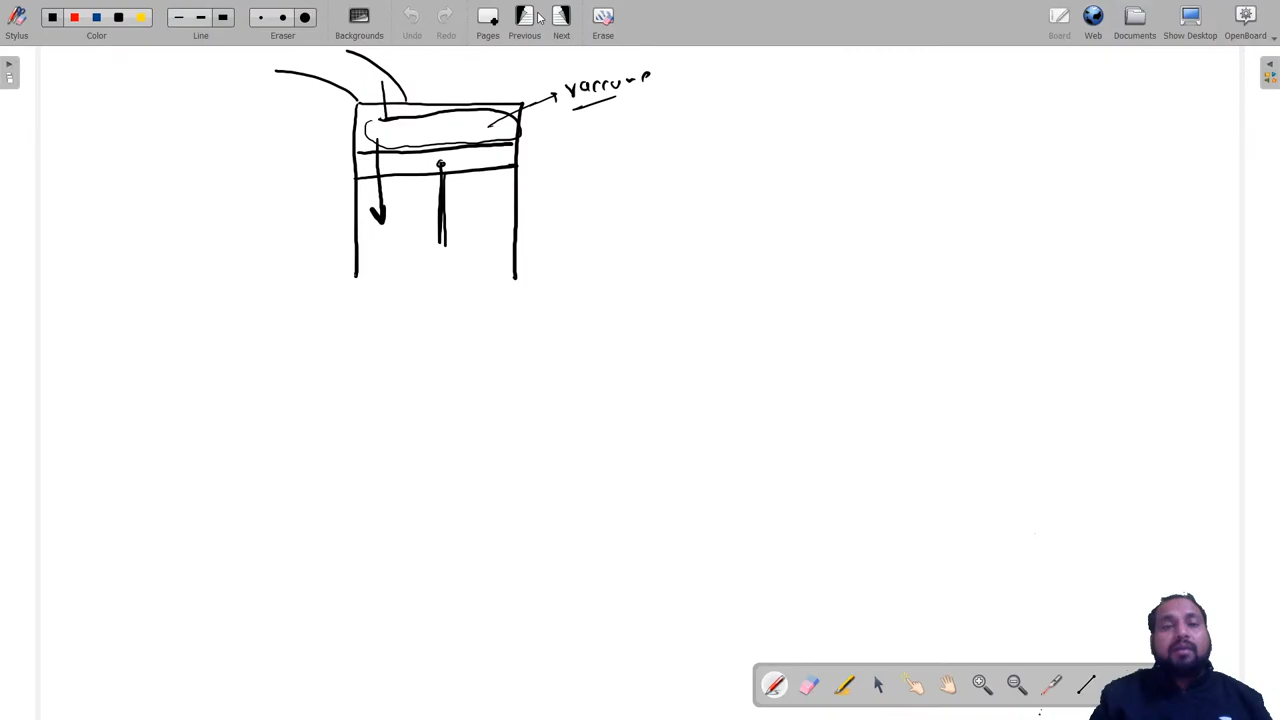 Stylus
Color
Line
Eraser
Backgrounds
Undo
Redo
Pages
Previous
Next
Erase
Board
Web
Documents
Show Desktop
OpenBoard